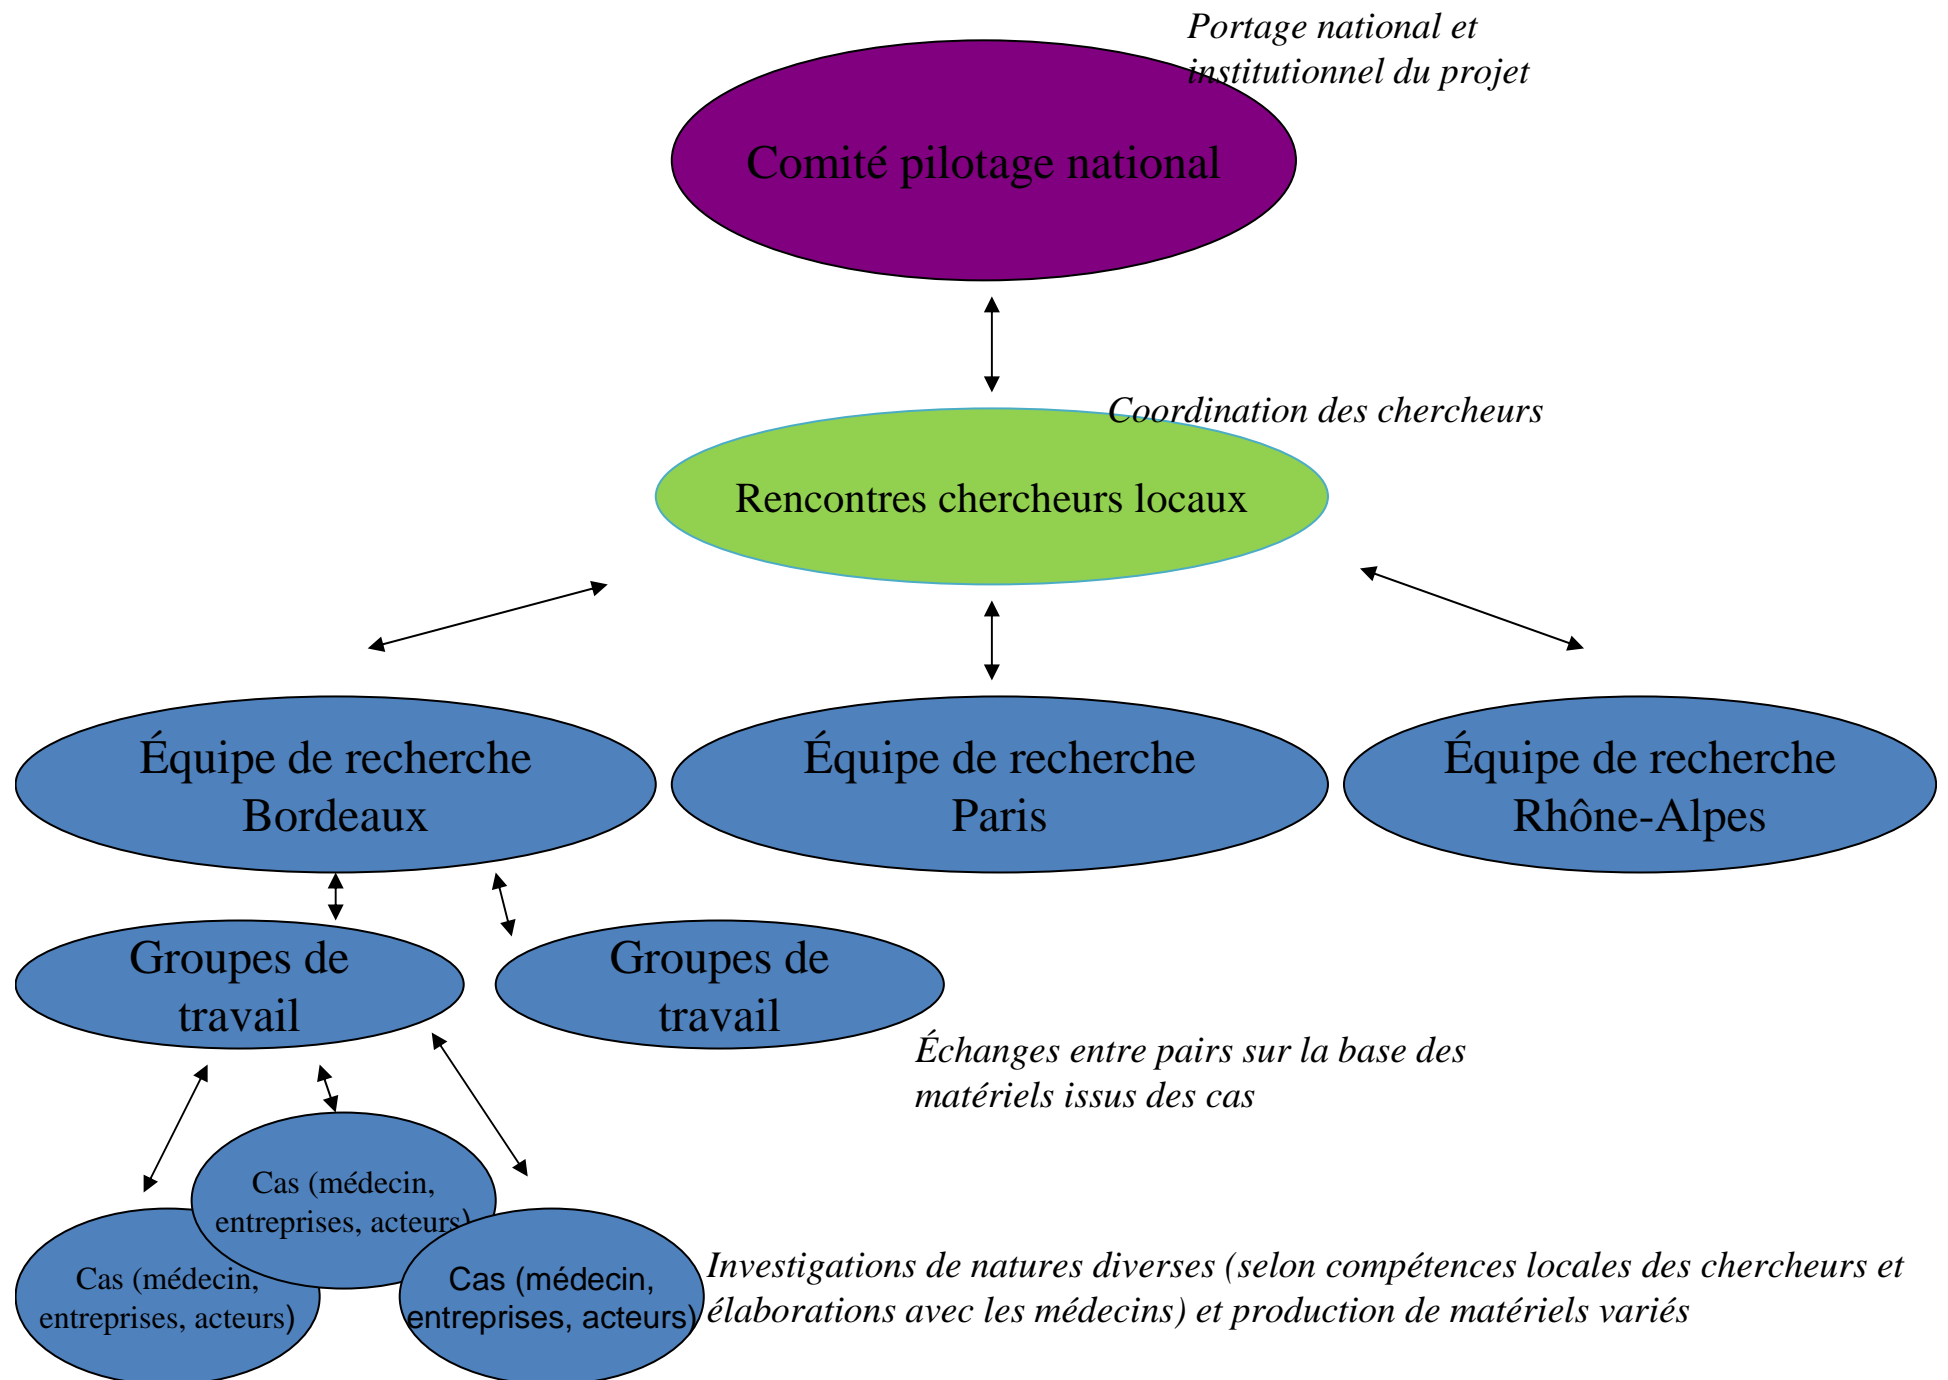 Portage national et
institutionnel du projet
Comité pilotage national
Coordination des chercheurs
Rencontres chercheurs locaux
Équipe de recherche
Bordeaux
Équipe de recherche
Paris
Équipe de recherche
Rhône-Alpes
Groupes de
travail
Groupes de
travail
Échanges entre pairs sur la base des
matériels issus des cas
Cas (médecin,
entreprises, acteurs)
Cas (médecin,
entreprises, acteurs)
Cas (médecin,
entreprises, acteurs)
Investigations de natures diverses (selon compétences locales des chercheurs et
élaborations avec les médecins) et production de matériels variés